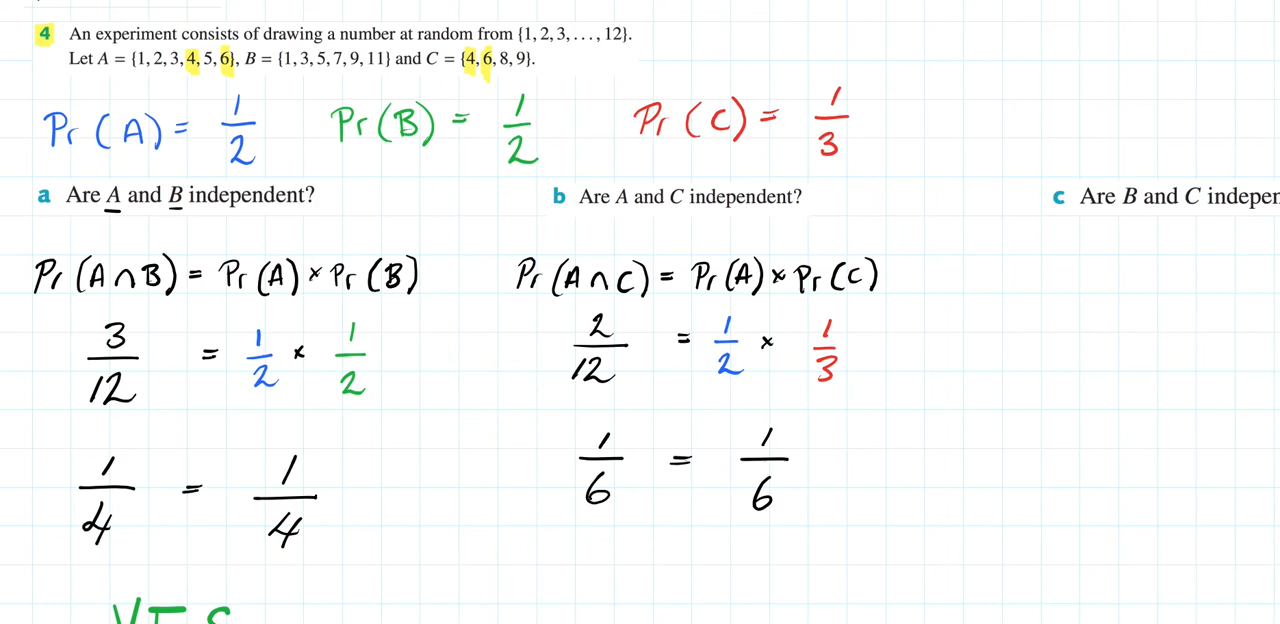 4 An experiment consists of drawing a number at random from {1, 2, 3, . . . , 12}.
Let A = {1, 2, 3, 4, 5, 6}, B = {1, 3, 5, 7, 9, 11} and C = {4, 6, 8, 9}.
Pr(A) = 1/2 Pr(B) = 1/2 Pr(C) = 1/3
a Are A and B independent? b Are A and C independent? c Are B and C
Pr(A∩B) = Pr(A) × Pr(B) Pr(A∩C) = Pr(A) × Pr(C)
3/12 = 1/2 × 1/2 2/12 = 1/2 × 1/3
1/4 = 1/4 1/6 = 1/6
YES